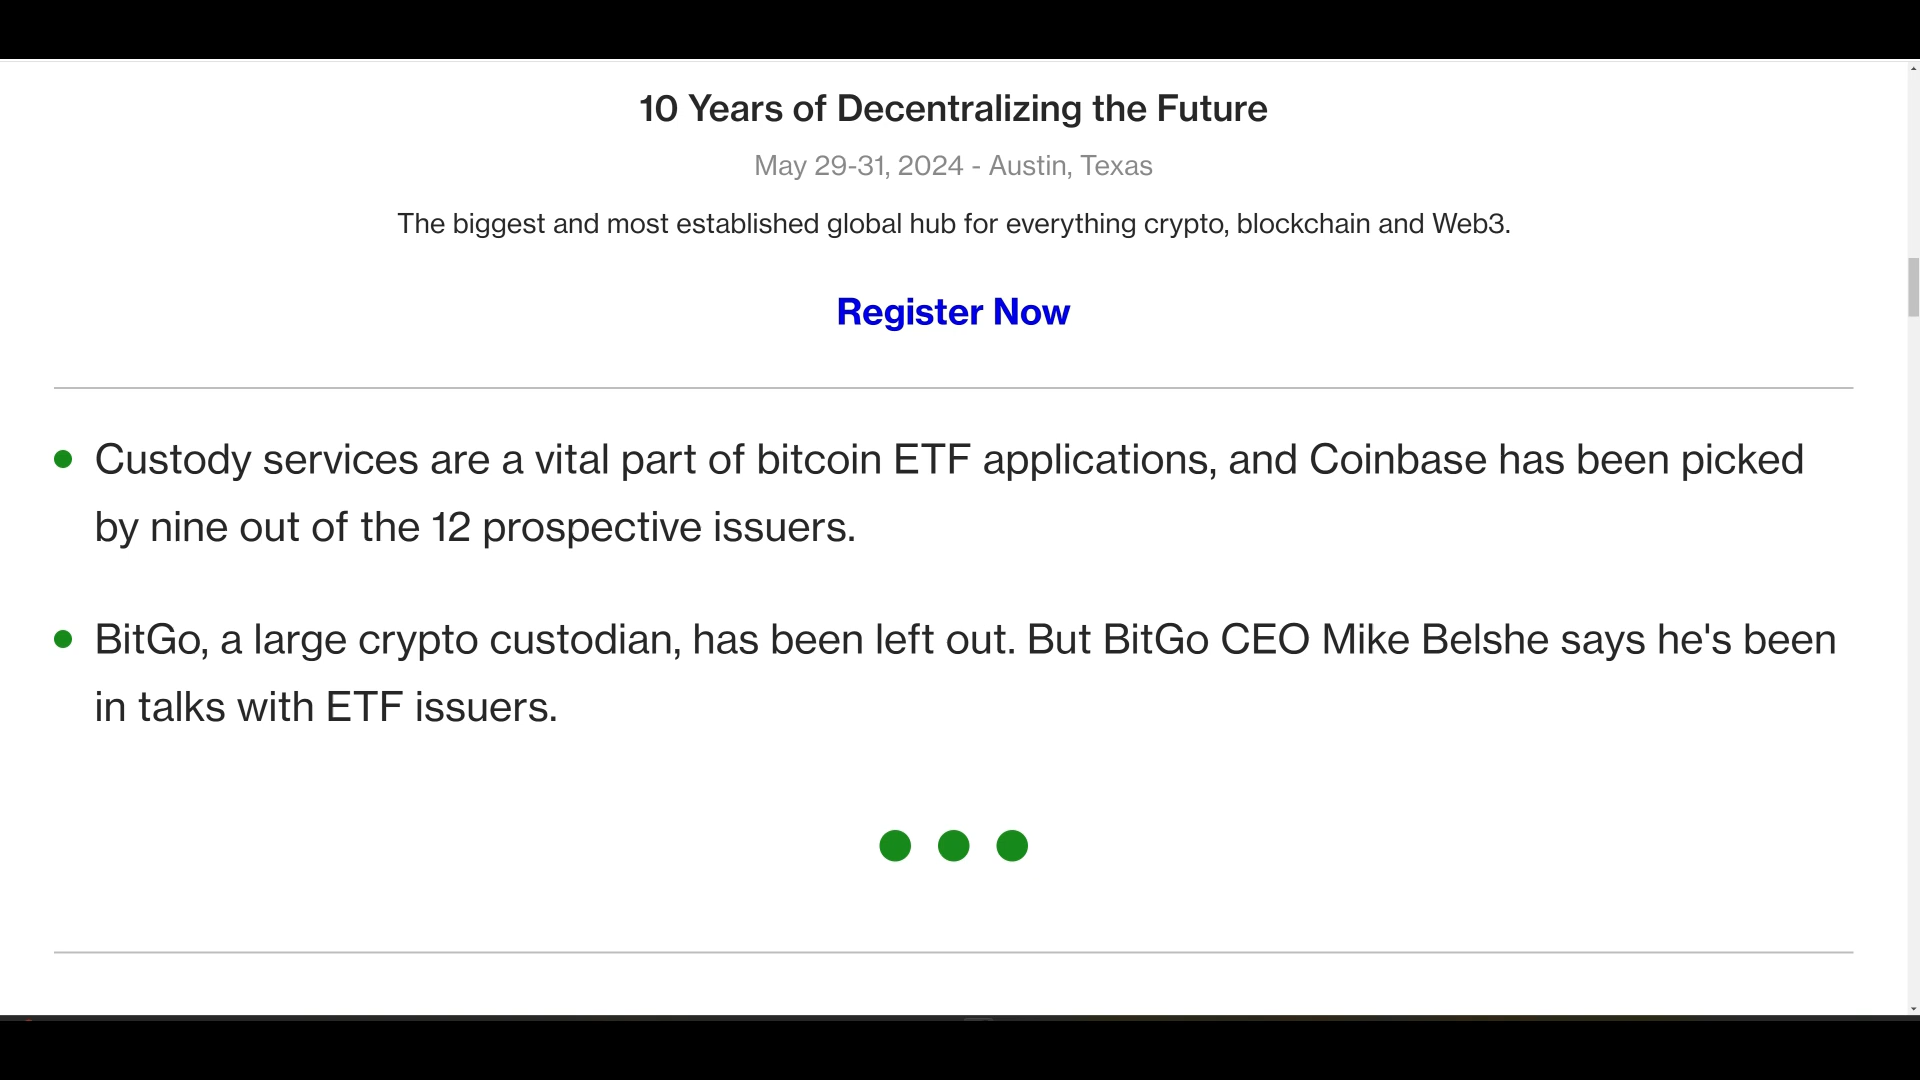 10 Years of Decentralizing the Future
May 29-31, 2024 - Austin, Texas
The biggest and most established global hub for everything crypto, blockchain and Web3.
Register Now
Custody services are a vital part of bitcoin ETF applications, and Coinbase has been picked
by nine out of the 12 prospective issuers.
BitGo, a large crypto custodian, has been left out. But BitGo CEO Mike Belshe says he's been
in talks with ETF issuers.